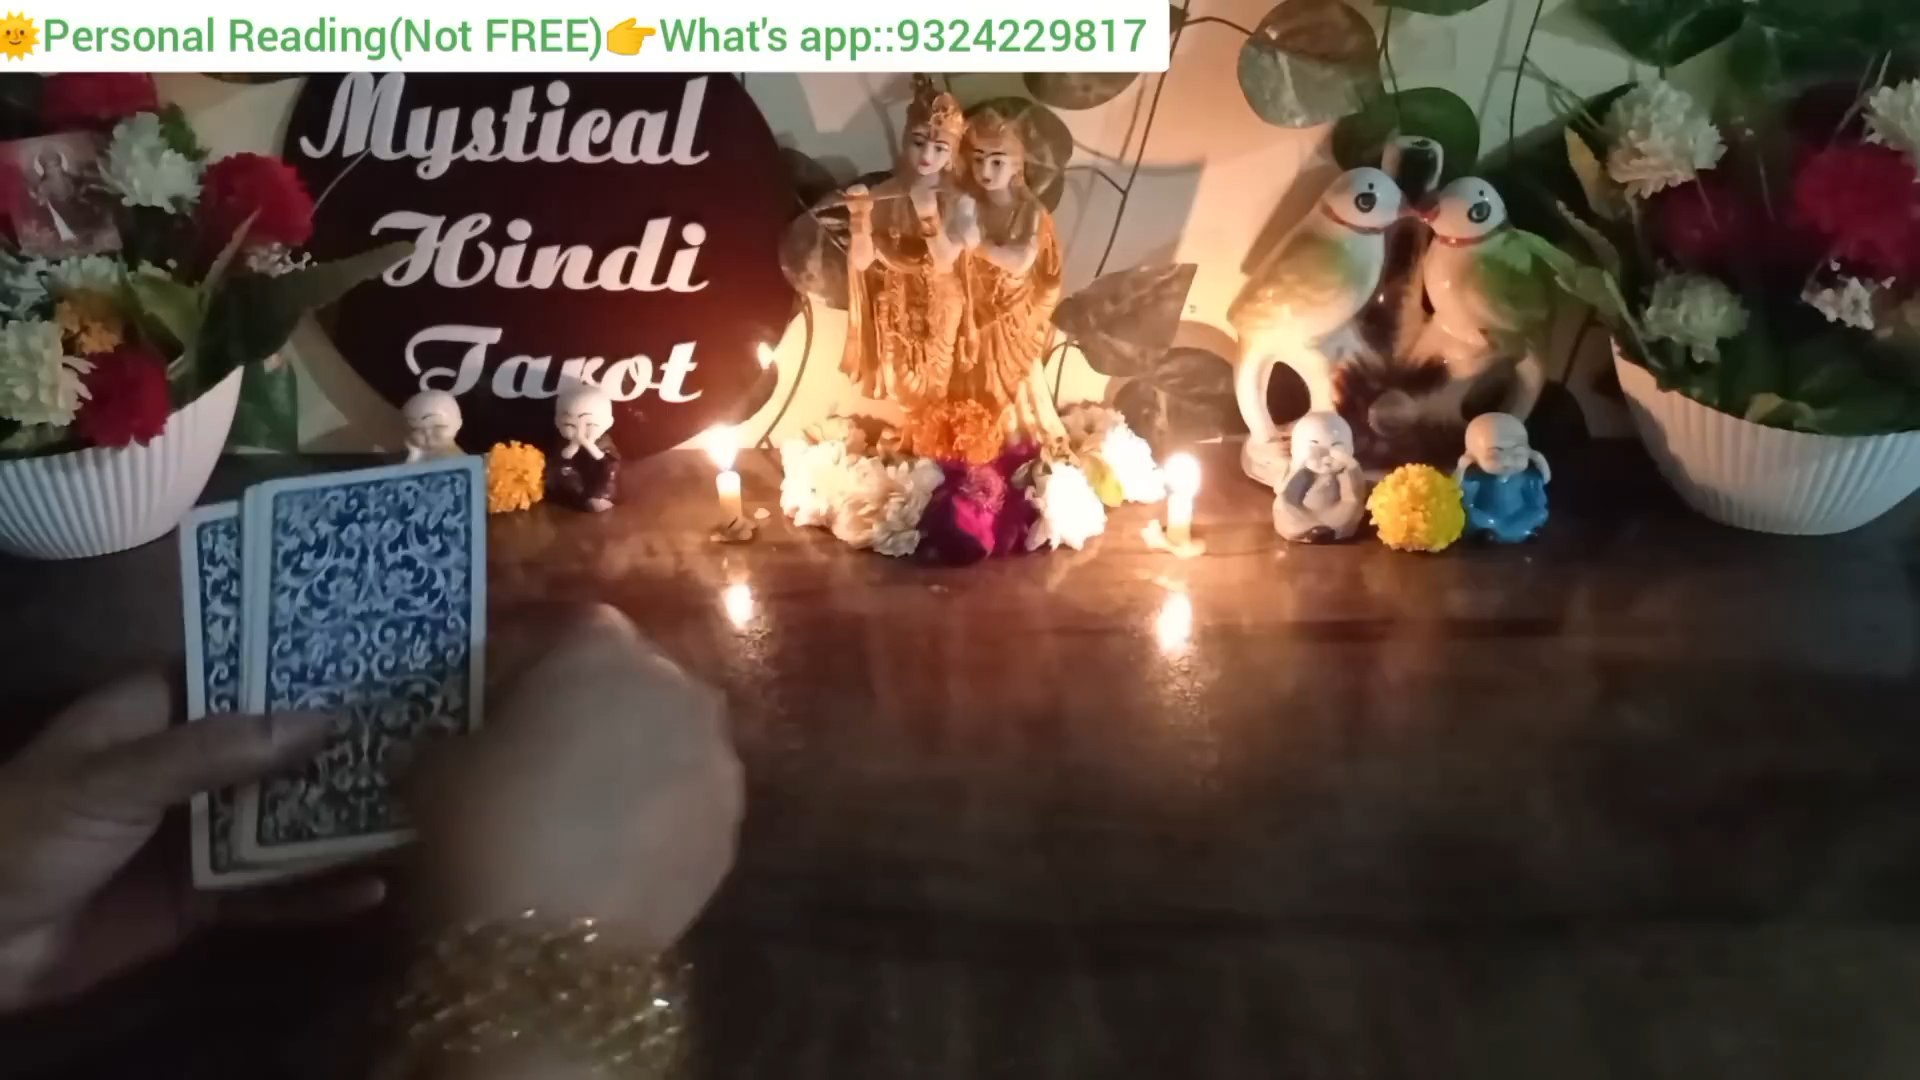 🌞Personal Reading(Not FREE)👉What's app::9324229817
Mystical
Hindi
Tarot